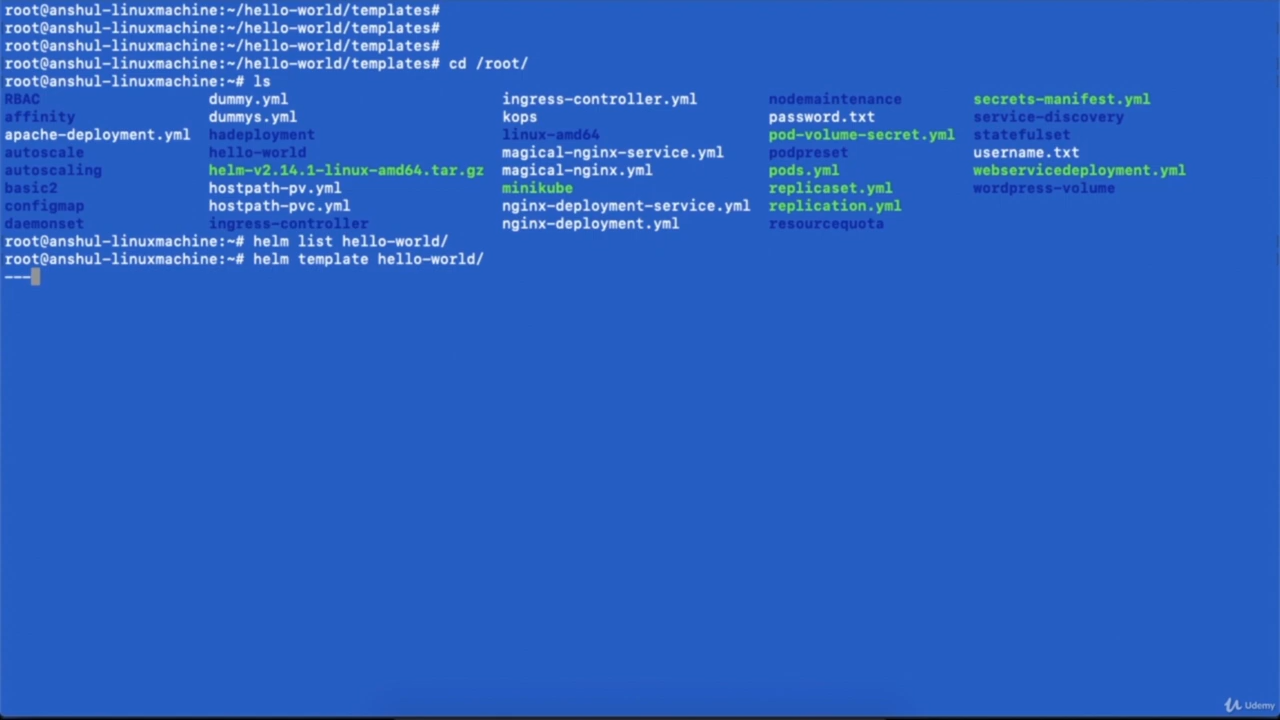 root@anshul-linuxmachine:~/hello-world/templates#
root@anshul-linuxmachine:~/hello-world/templates#
root@anshul-linuxmachine:~/hello-world/templates#
root@anshul-linuxmachine:~/hello-world/templates# cd /root/
root@anshul-linuxmachine:~# ls
RBAC dummy.yml ingress-controller.yml nodemaintenance secrets-manifest.yml
affinity dummys.yml kops password.txt service-discovery
apache-deployment.yml hadeployment linux-amd64 pod-volume-secret.yml statefulset
autoscale hello-world magical-nginx-service.yml podpreset username.txt
autoscaling helm-v2.14.1-linux-amd64.tar.gz magical-nginx.yml pods.yml webservicedeployment.yml
basic2 hostpath-pv.yml minikube replicaset.yml wordpress-volume
configmap hostpath-pvc.yml nginx-deployment-service.yml replication.yml
daemonset ingress-controller nginx-deployment.yml resourcequota
root@anshul-linuxmachine:~# helm list hello-world/
root@anshul-linuxmachine:~# helm template hello-world/
---
Udemy